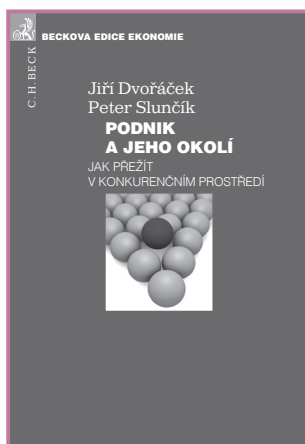 BECKOVA EDICE EKONOMIE
C. H. BECK
Jiří Dvořáček
Peter Slunčík
PODNIK
A JEHO OKOLÍ
JAK PŘEŽÍT
V KONKURENČNÍM PROSTŘEDÍ